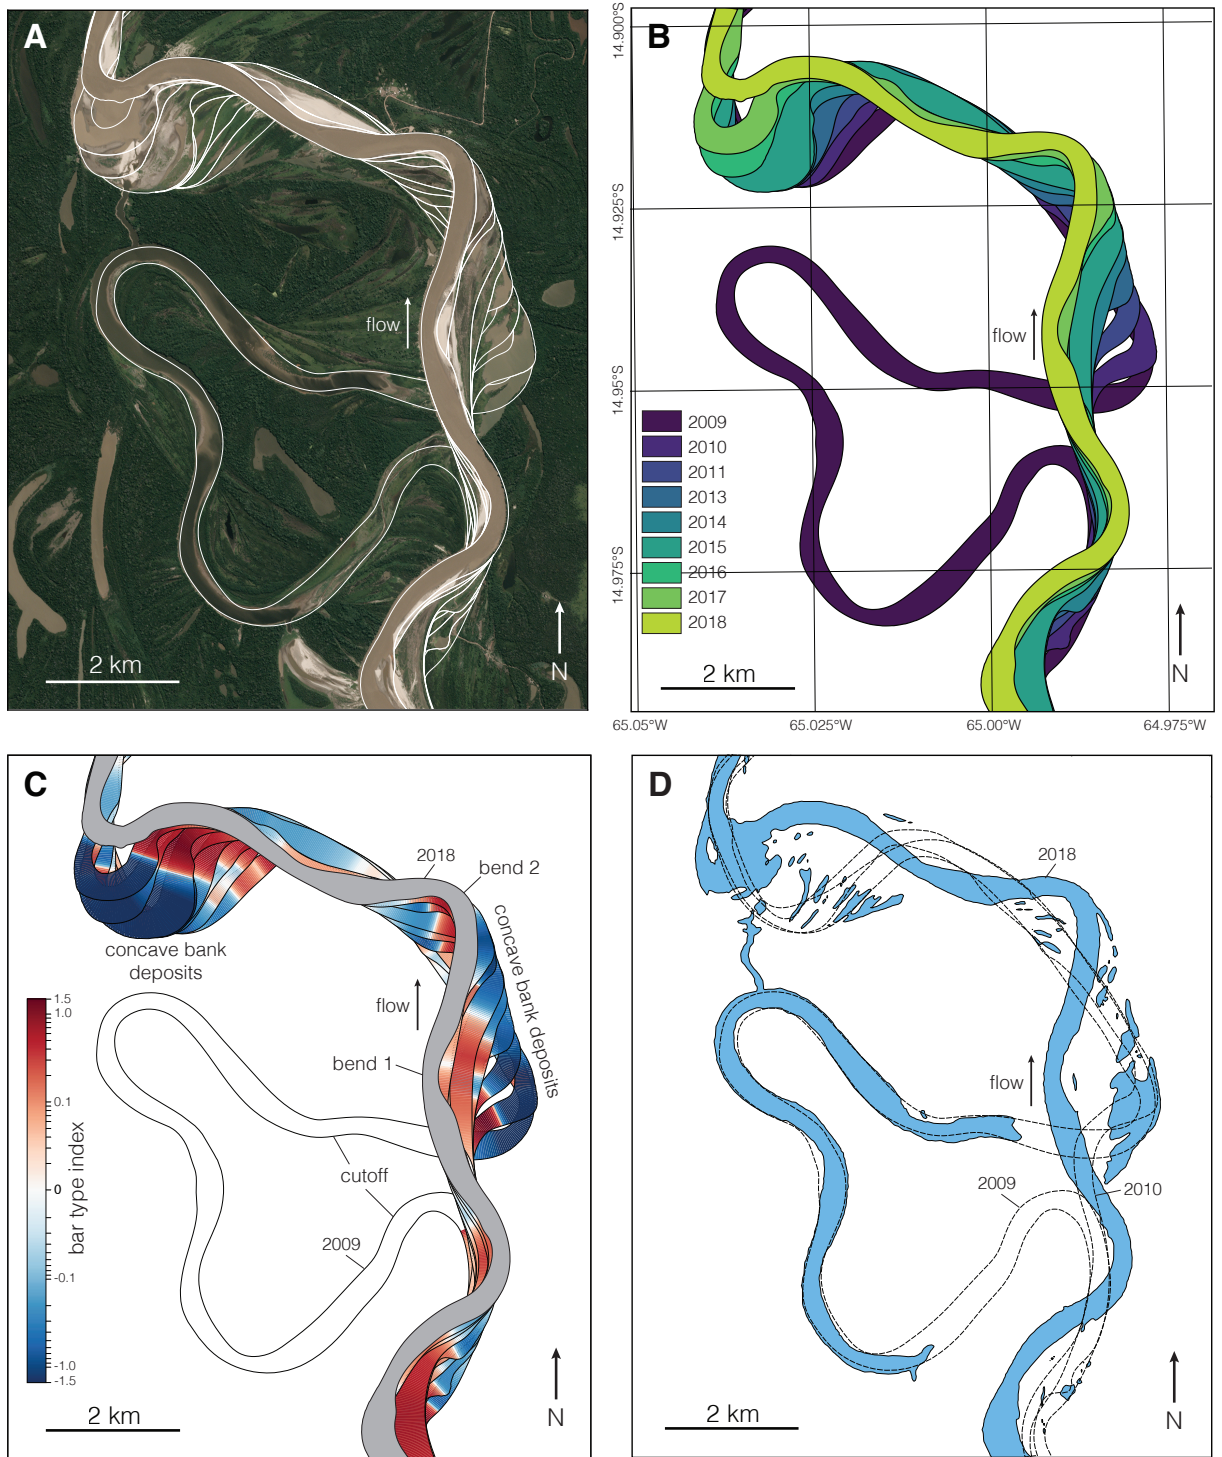 A
flow
2 km
N
B
14.900°S
14.925°S
14.95°S
14.975°S
flow
2009
2010
2011
2013
2014
2015
2016
2017
2018
2 km
N
65.05°W
65.025°W
65.00°W
64.975°W
C
2018
bend 2
concave bank
deposits
concave bank deposits
flow
bend 1
cutoff
2009
bar type index
1.5
1.0
0.1
0
-0.1
-1.0
-1.5
2 km
N
D
2018
flow
2009
2010
2 km
N